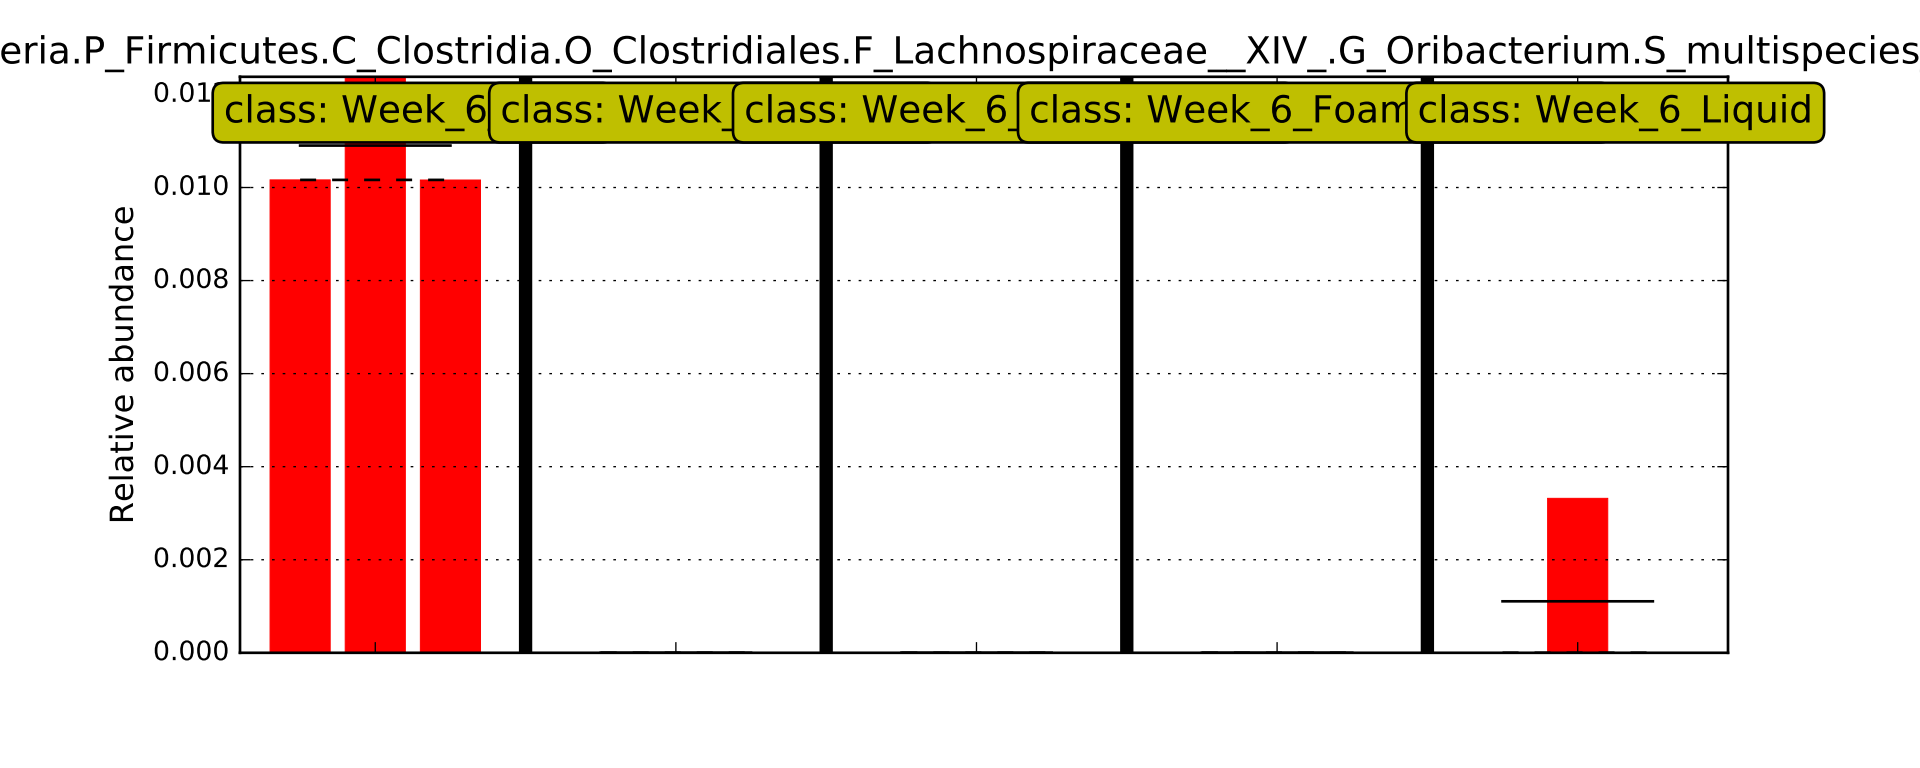 eria.P_Firmicutes.C_Clostridia.O_Clostridiales.F_Lachnospiraceae__XIV_.G_Oribacterium.S_multispecies
0.01
class: Week_6
class: Week_
class: Week_6_
class: Week_6_Foam
class: Week_6_Liquid
0.010
0.008
0.006
0.004
0.002
0.000
Relative abundance